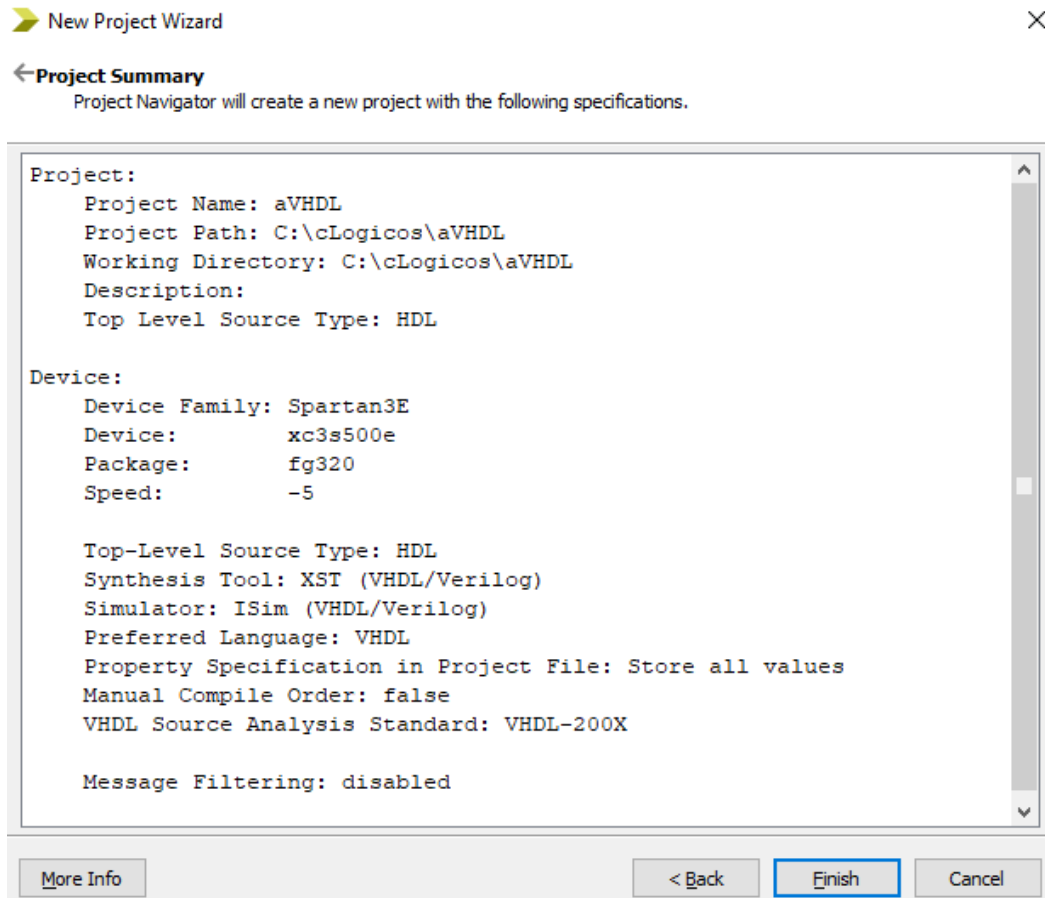 New Project Wizard
Project Summary
Project Navigator will create a new project with the following specifications.
Project:
Project Name: aVHDL
Project Path: C:\cLogicos\aVHDL
Working Directory: C:\cLogicos\aVHDL
Description:
Top Level Source Type: HDL
Device:
Device Family: Spartan3E
Device: xc3s500e
Package: fg320
Speed: -5
Top-Level Source Type: HDL
Synthesis Tool: XST (VHDL/Verilog)
Simulator: ISim (VHDL/Verilog)
Preferred Language: VHDL
Property Specification in Project File: Store all values
Manual Compile Order: false
VHDL Source Analysis Standard: VHDL-200X
Message Filtering: disabled
More Info < Back Finish Cancel